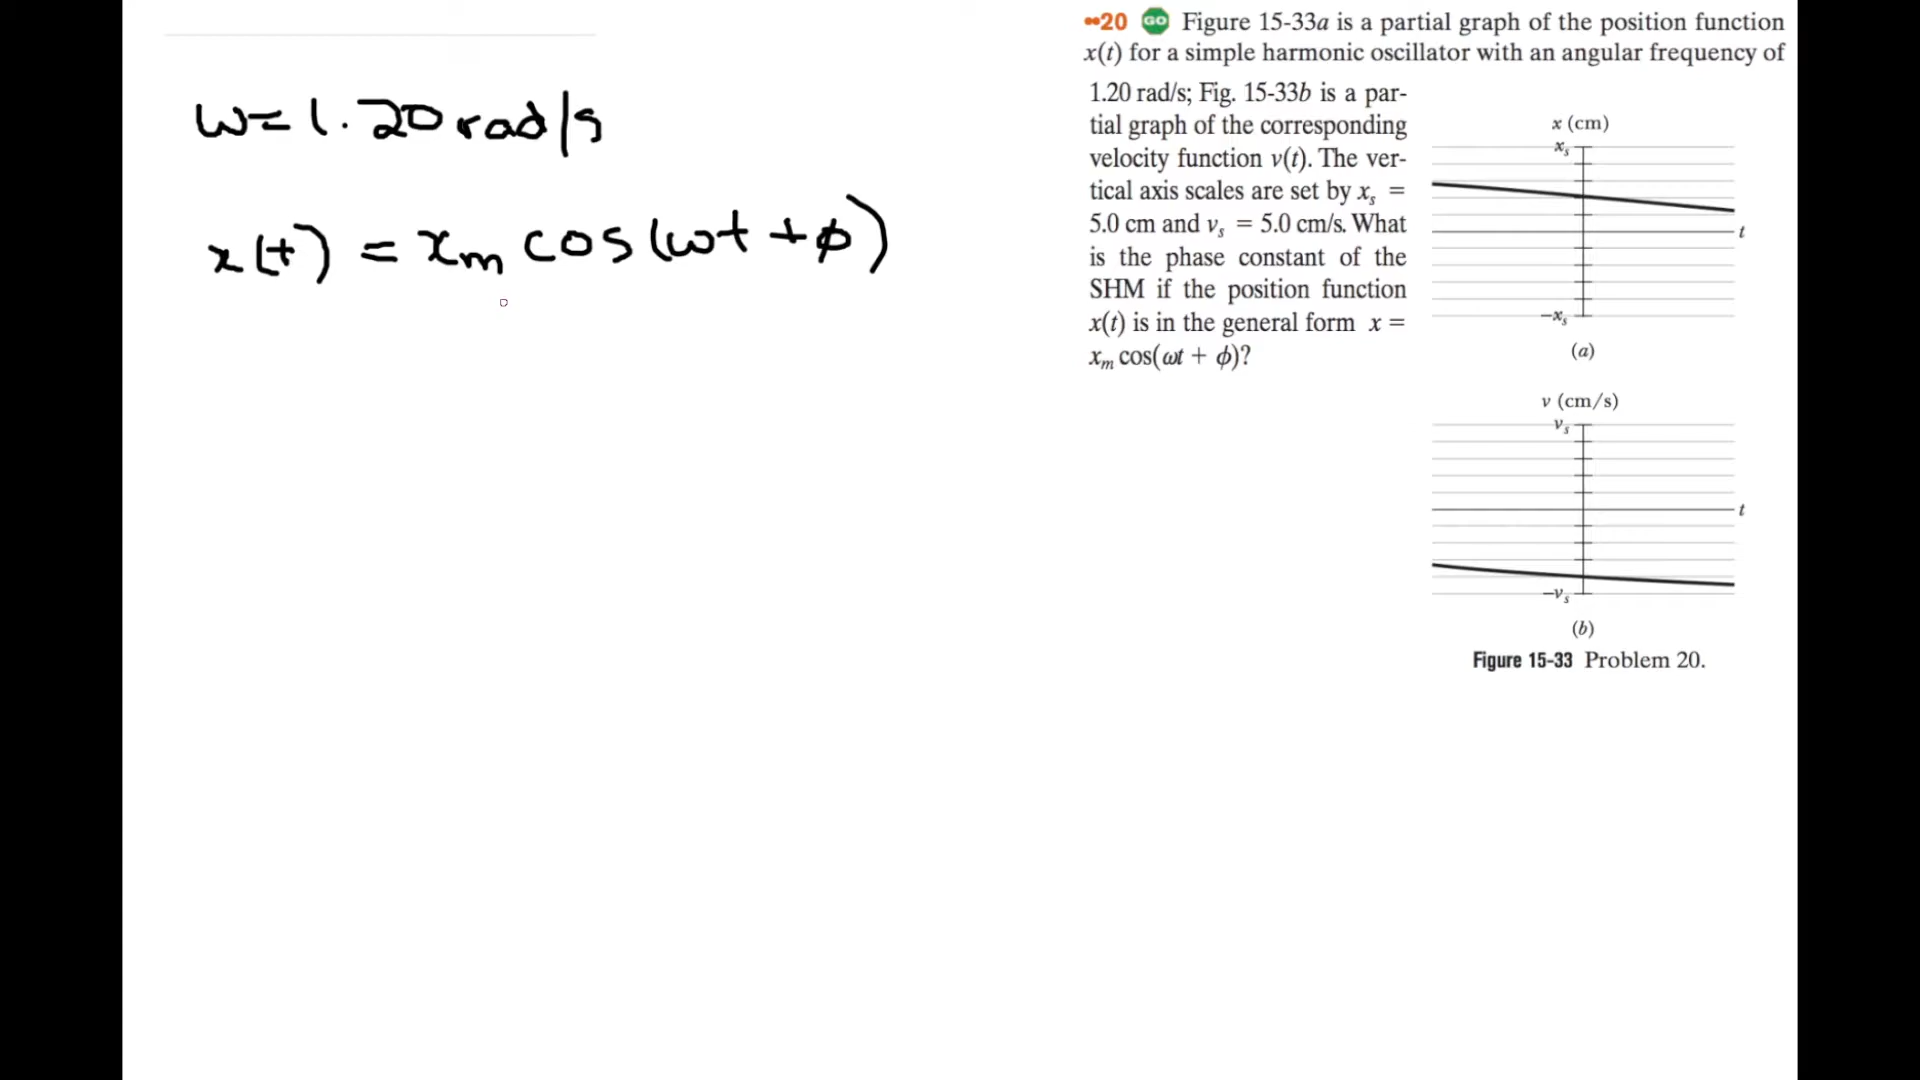 ••20 GO Figure 15-33a is a partial graph of the position function
x(t) for a simple harmonic oscillator with an angular frequency of
1.20 rad/s; Fig. 15-33b is a par-
tial graph of the corresponding
velocity function v(t). The ver-
tical axis scales are set by xₛ =
5.0 cm and vₛ = 5.0 cm/s. What
is the phase constant of the
SHM if the position function
x(t) is in the general form x =
xₘ cos(ωt + ϕ)?
ω = 1.20 rad/s
x(t) = xₘ cos(ωt + ϕ)
x (cm)
xₛ
t
−xₛ
(a)
v (cm/s)
vₛ
t
−vₛ
(b)
Figure 15-33 Problem 20.